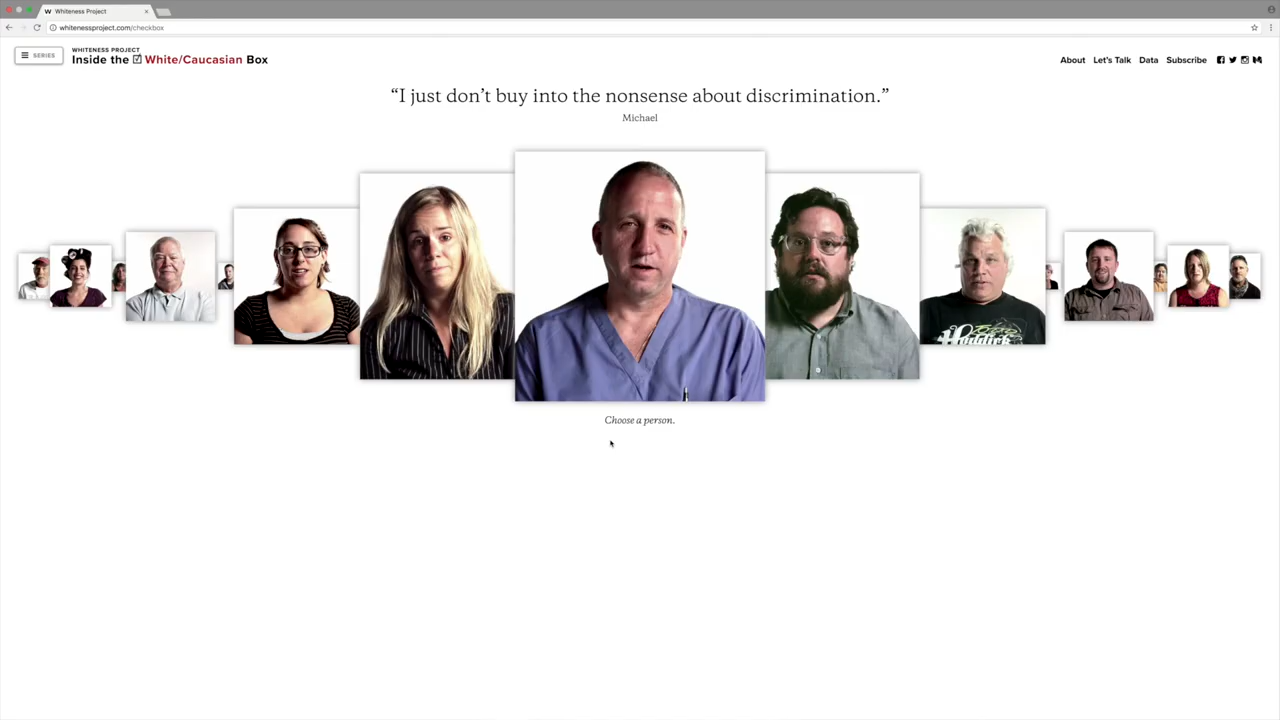 Whiteness Project
whitenessproject.com/checkbox
SERIES
WHITENESS PROJECT
Inside the White/Caucasian Box
About Let's Talk Data Subscribe
“I just don’t buy into the nonsense about discrimination.”
Michael
Choose a person.